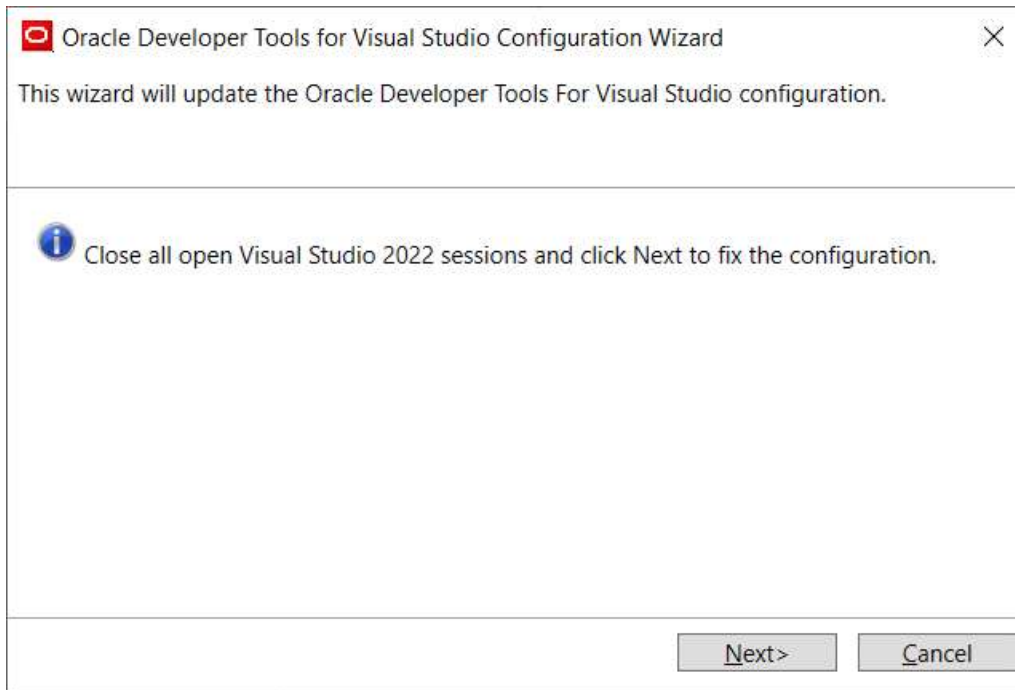 Oracle Developer Tools for Visual Studio Configuration Wizard
This wizard will update the Oracle Developer Tools For Visual Studio configuration.
Close all open Visual Studio 2022 sessions and click Next to fix the configuration.
Next>
Cancel